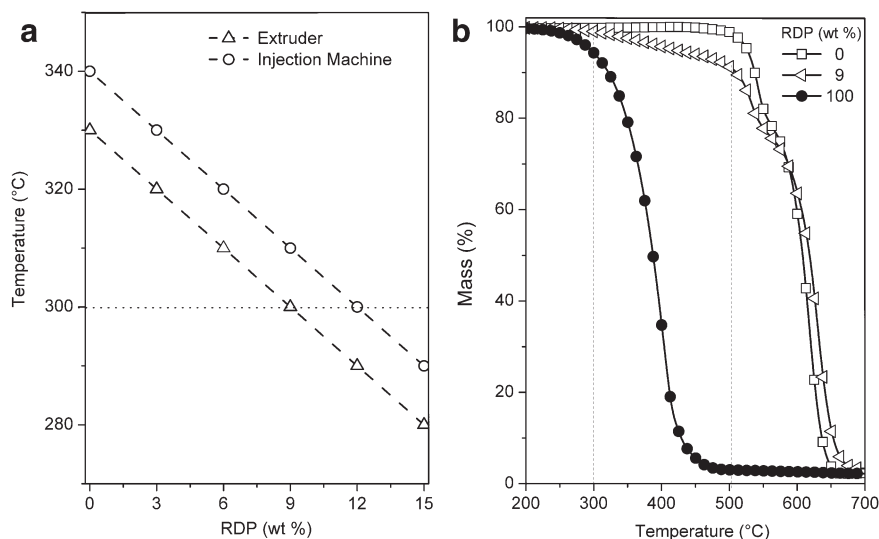 a
Extruder
Injection Machine
340
320
300
280
Temperature (°C)
0 3 6 9 12 15
RDP (wt %)
b
RDP (wt %)
0
9
100
100
80
60
40
20
0
Mass (%)
200 300 400 500 600 700
Temperature (°C)